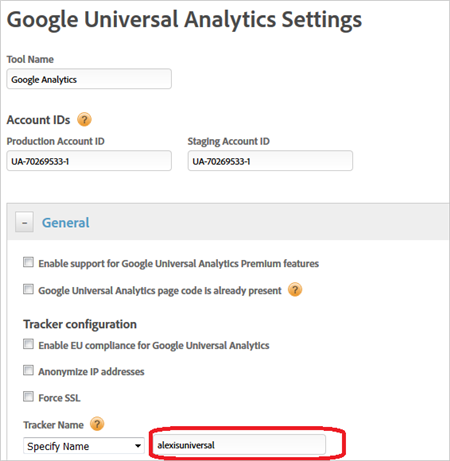 Google Universal Analytics Settings
Tool Name
Google Analytics
Account IDs ?
Production Account ID Staging Account ID
UA-70269533-1 UA-70269533-1
− General
Enable support for Google Universal Analytics Premium features
Google Universal Analytics page code is already present ?
Tracker configuration
Enable EU compliance for Google Universal Analytics
Anonymize IP addresses
Force SSL
Tracker Name ?
Specify Name alexisuniversal